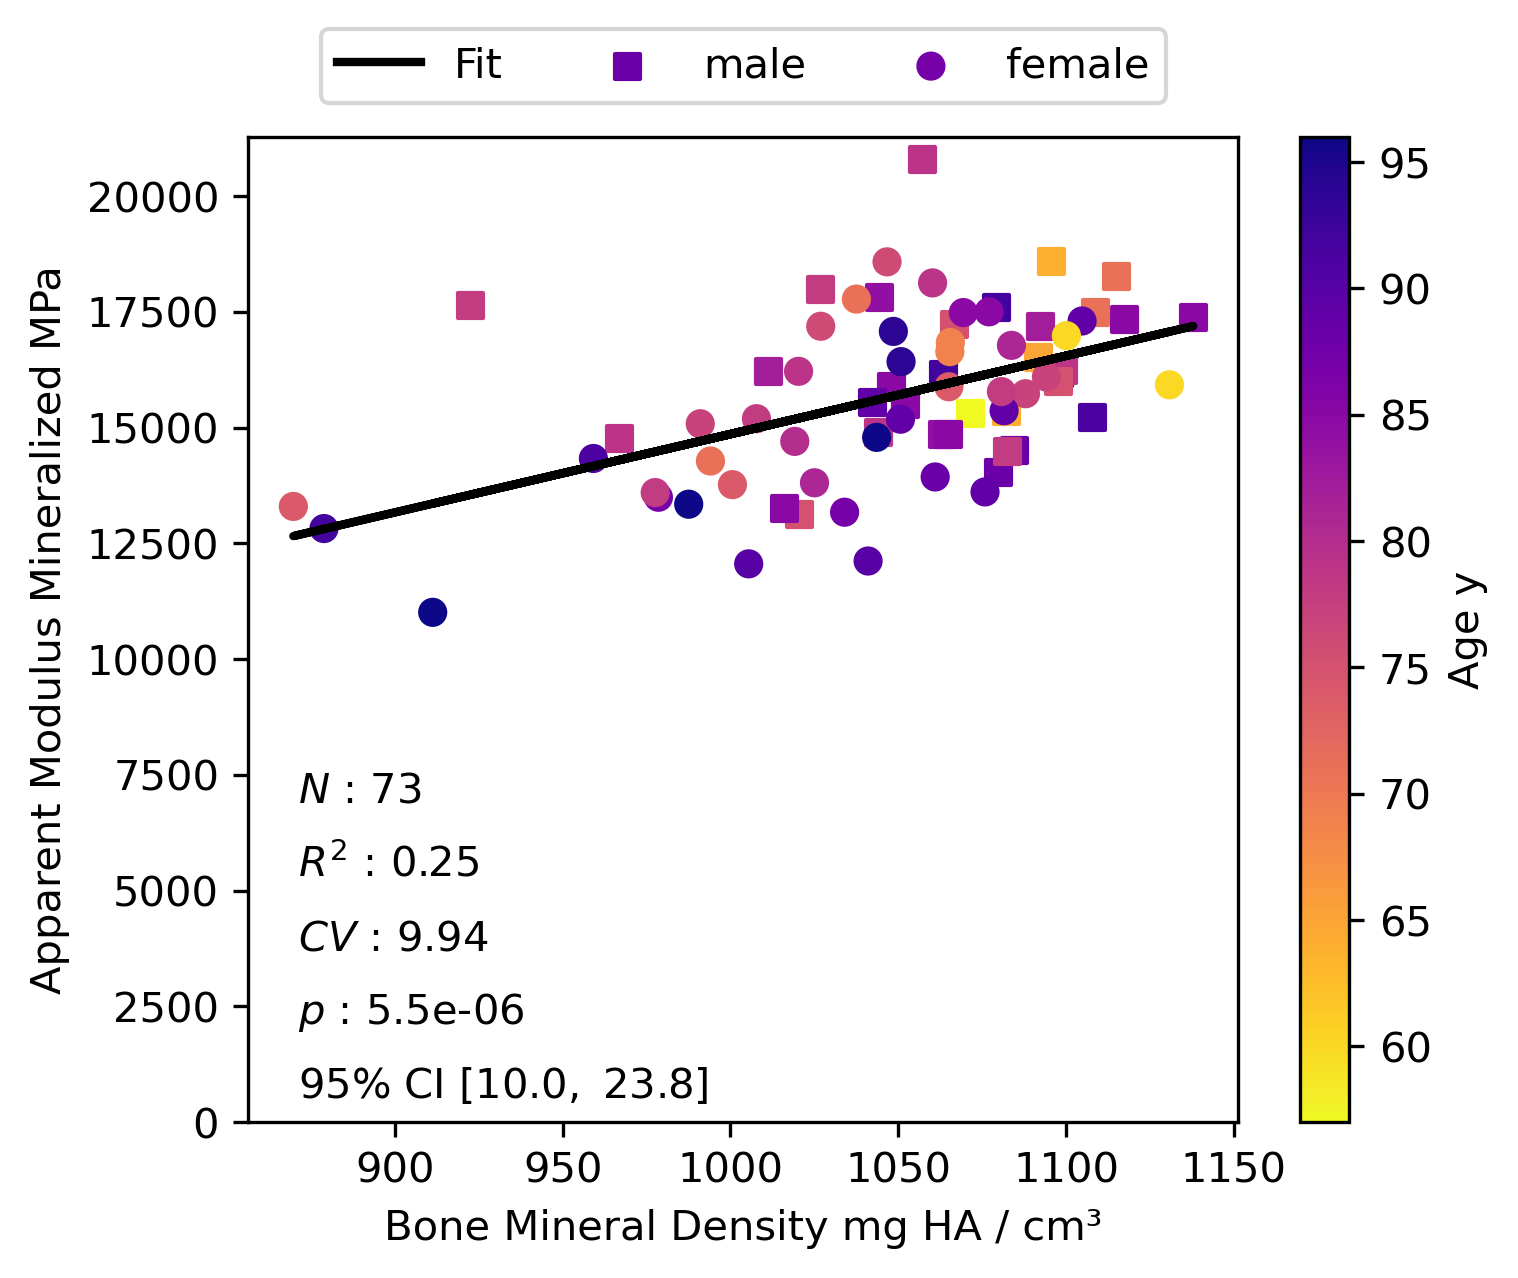 Fit male female
20000
17500
15000
12500
10000
7500
5000
2500
0
Apparent Modulus Mineralized MPa
N : 73
R² : 0.25
CV : 9.94
p : 5.5e-06
95% CI [10.0, 23.8]
900 950 1000 1050 1100 1150
Bone Mineral Density mg HA / cm³
95
90
85
80
75
70
65
60
Age y